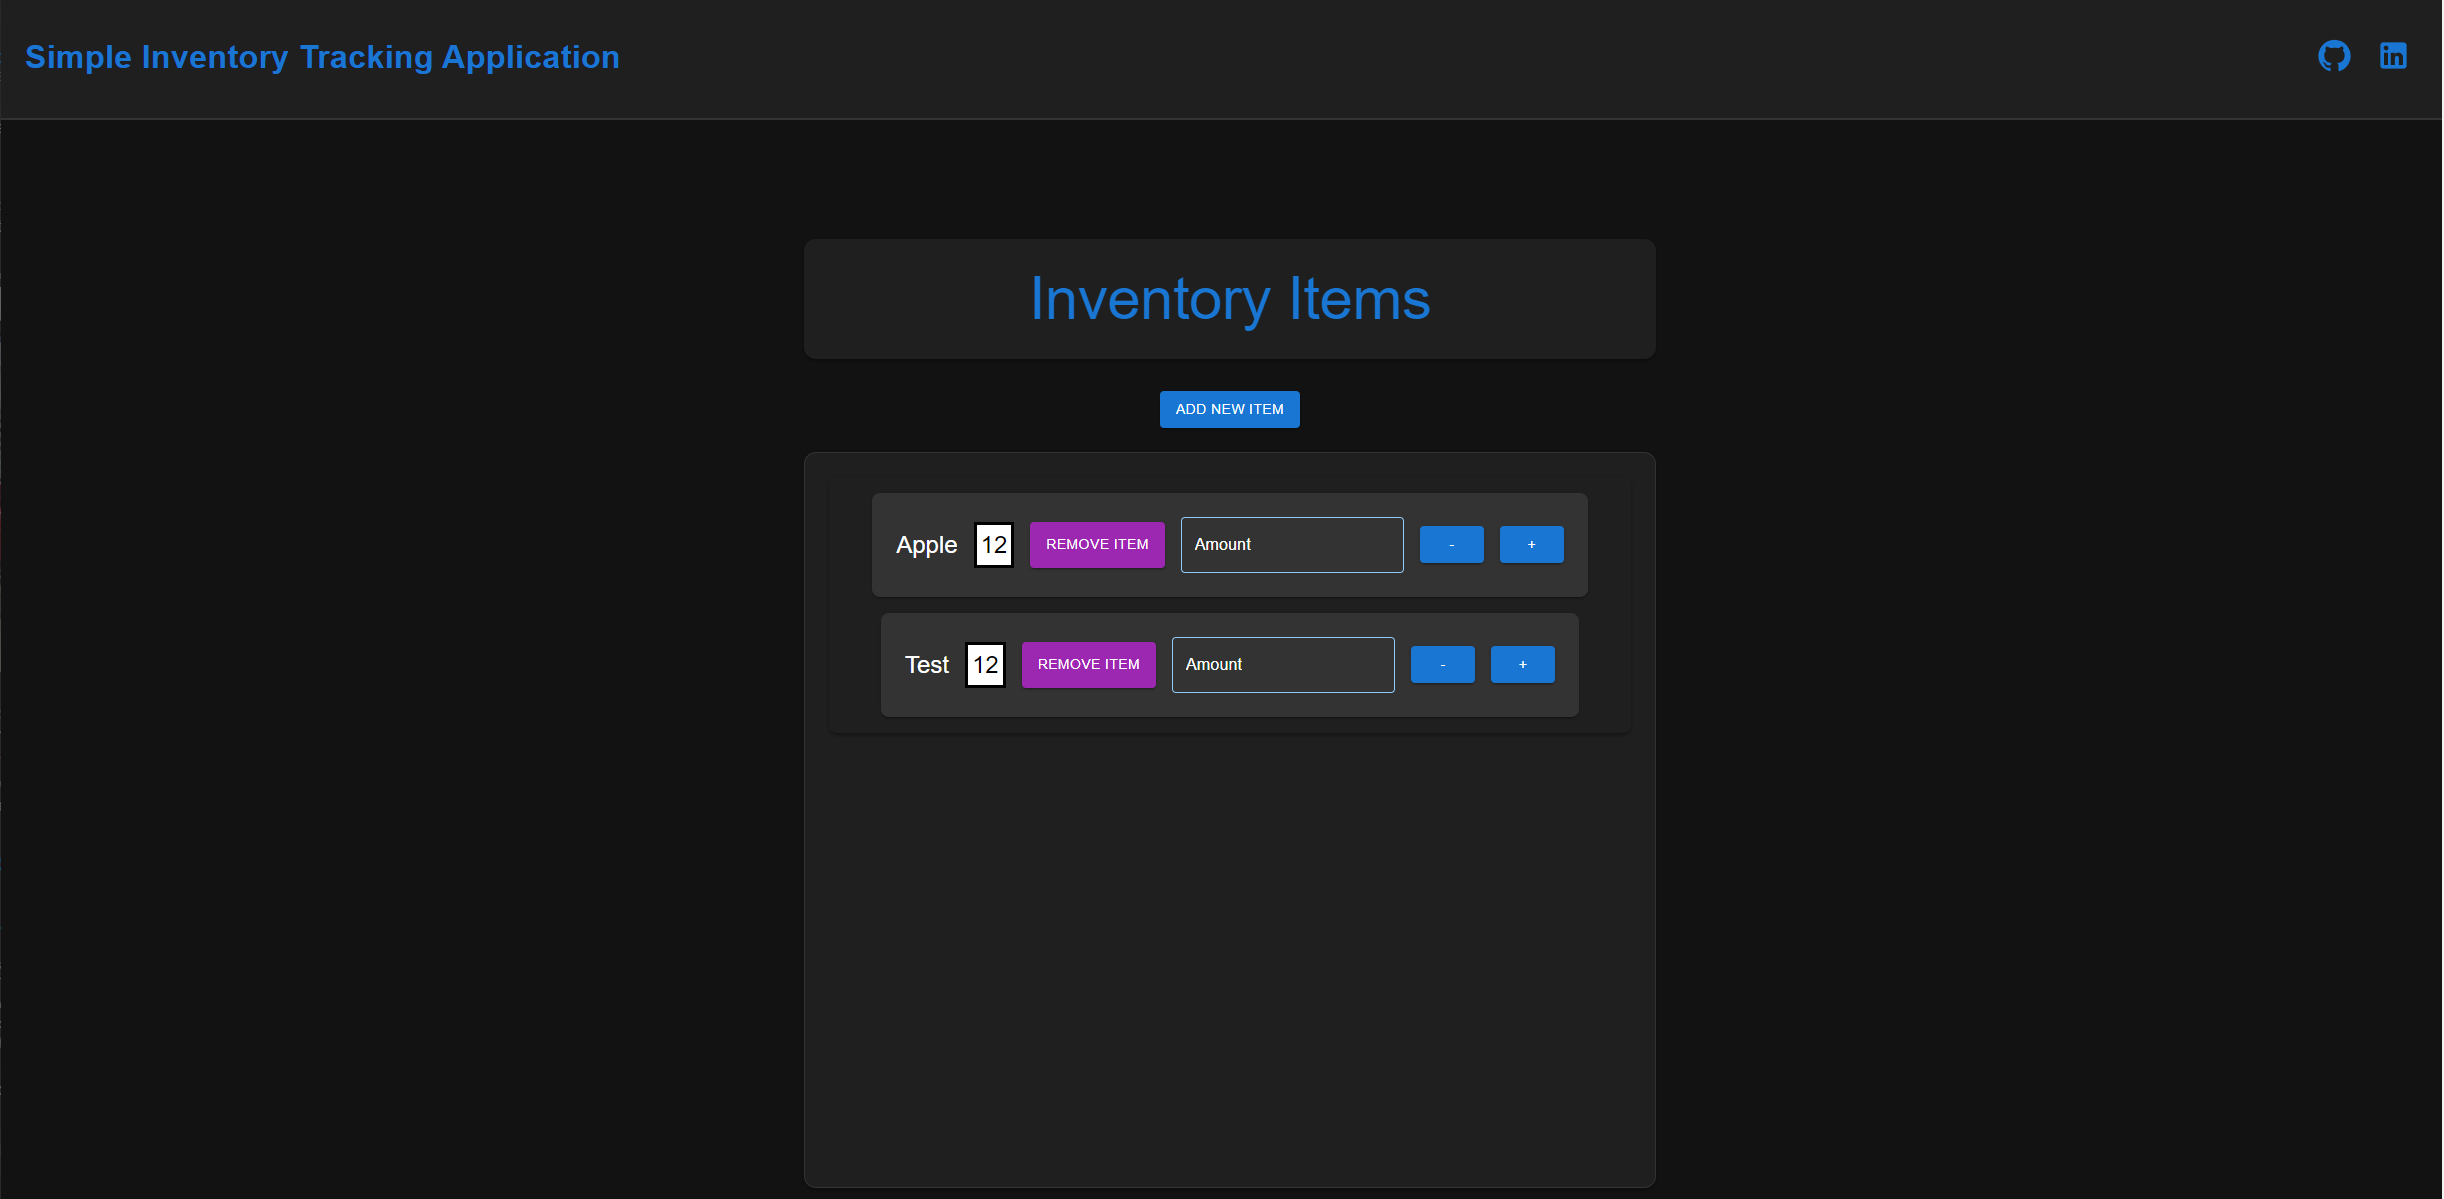 Simple Inventory Tracking Application
Inventory Items
ADD NEW ITEM
Apple 12 REMOVE ITEM Amount - +
Test 12 REMOVE ITEM Amount - +